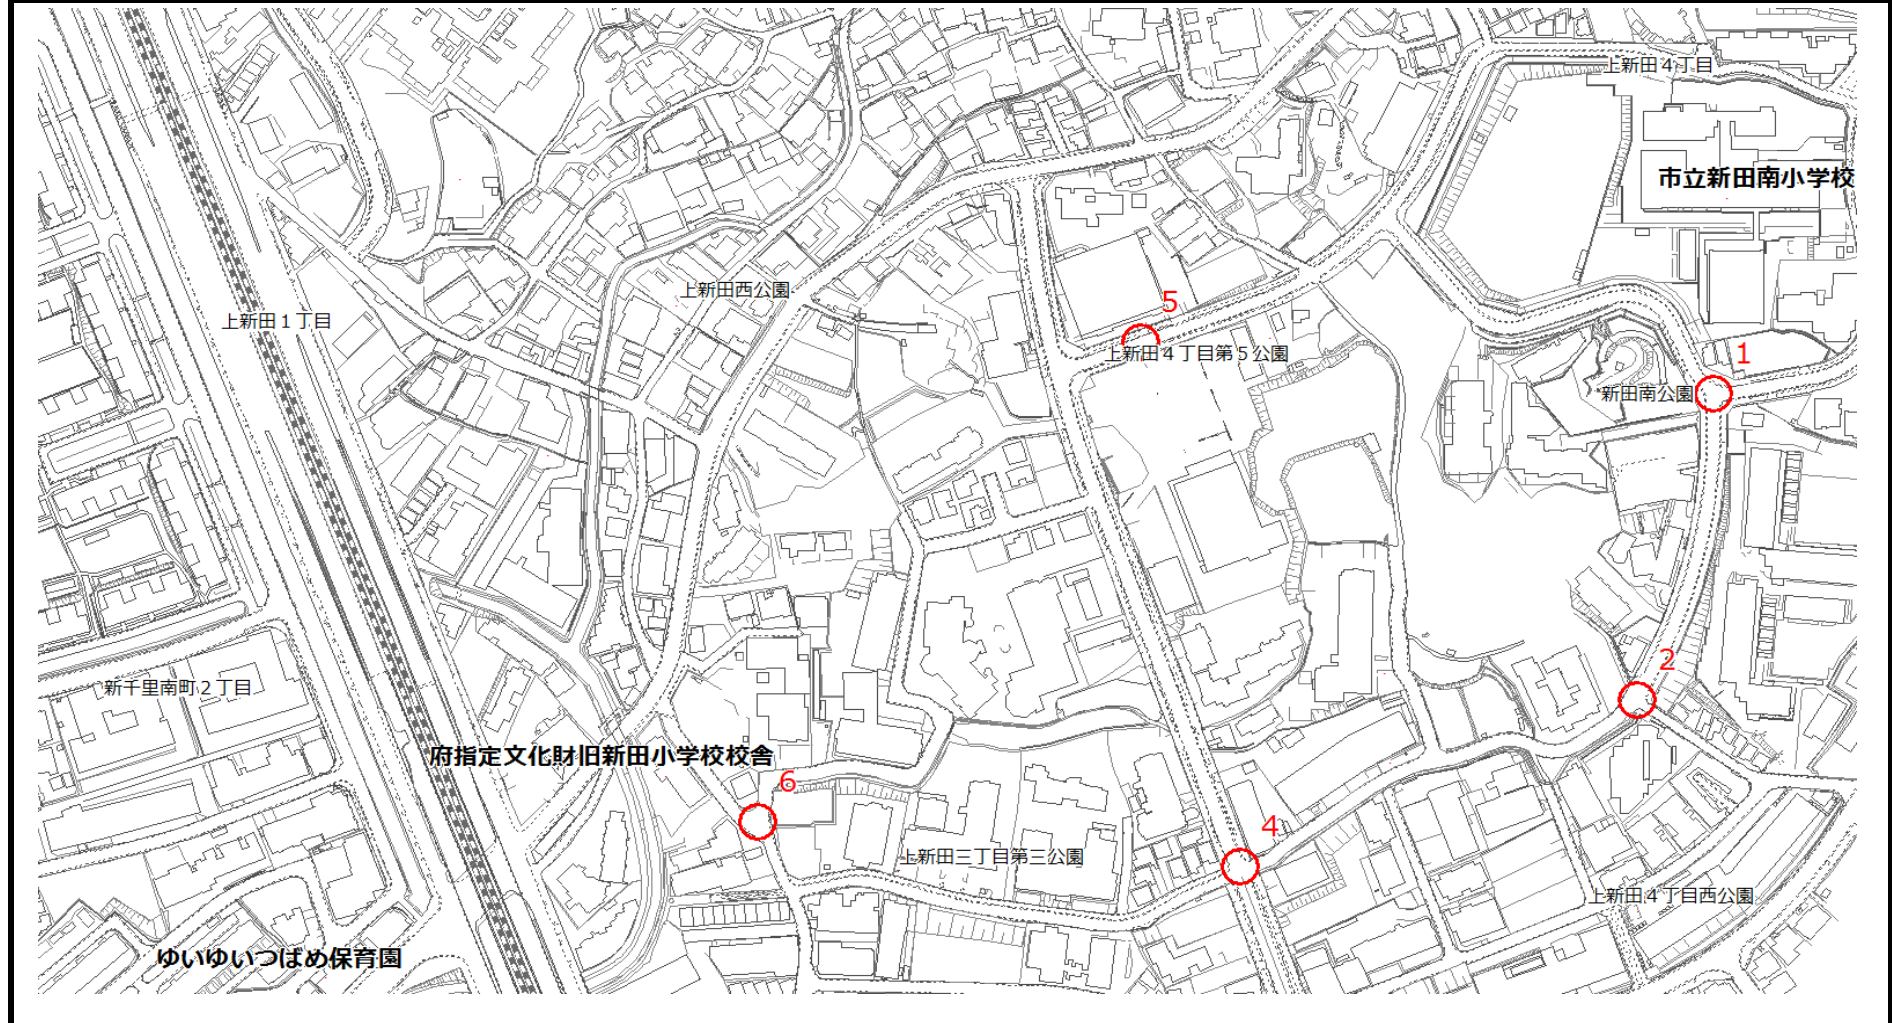 上新田4丁目
市立新田南小学校
上新田西公園
5
上新田1丁目
上新田4丁目第5公園
1
新田南公園
2
新千里南町2丁目
府指定文化財旧新田小学校校舎
6
4
上新田三丁目第三公園
上新田4丁目西公園
ゆいゆいつばめ保育園